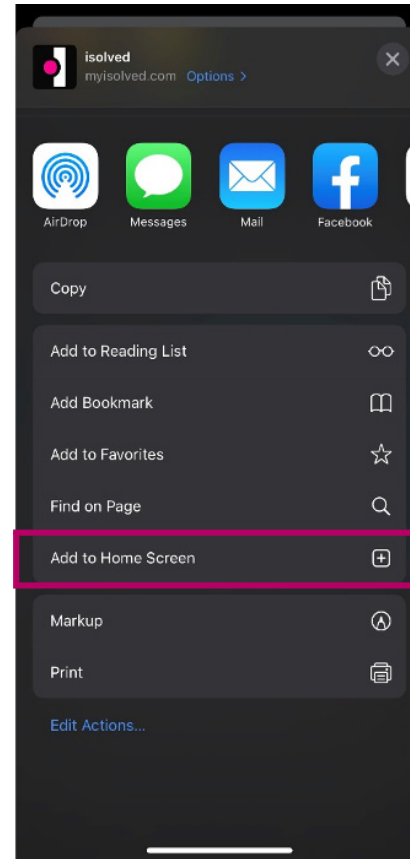 isolved
myisolved.com Options >
AirDrop Messages Mail Facebook
Copy
Add to Reading List
Add Bookmark
Add to Favorites
Find on Page
Add to Home Screen
Markup
Print
Edit Actions...